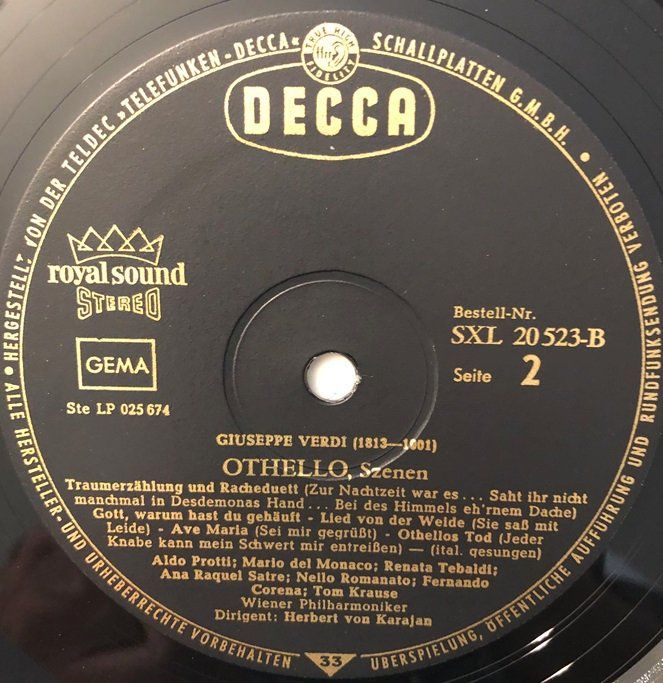 HERGESTELLT VON DER TELDEC »TELEFUNKEN - DECCA« SCHALLPLATTEN G.M.B.H. •
TRUE HIGH
ffrr
FIDELITY
DECCA
royal sound
STEREO
GEMA
Ste LP 025 674
Bestell-Nr.
SXL 20 523-B
Seite 2
GIUSEPPE VERDI (1813—1901)
OTHELLO, Szenen
Traumerzählung und Racheduett (Zur Nachtzeit war es . . . Saht ihr nicht
manchmal in Desdemonas Hand . . . Bei des Himmels eh'rnem Dache)
Gott, warum hast du gehäuft - Lied von der Weide (Sie saß mit
Leide) - Ave Maria (Sei mir gegrüßt) - Othellos Tod (Jeder
Knabe kann mein Schwert mir entreißen) — (ital. qesungen)
Aldo Protti; Mario del Monaco; Renata Tebaldi;
Ana Raquel Satre; Nello Romanato; Fernando
Corena; Tom Krause
Wiener Philharmoniker
Dirigent: Herbert von Karajan
ALLE HERSTELLER- UND URHEBERRECHTE VORBEHALTEN
33
ÜBERSPIELUNG, ÖFFENTLICHE AUFFÜHRUNG UND RUNDFUNKSENDUNG VERBOTEN